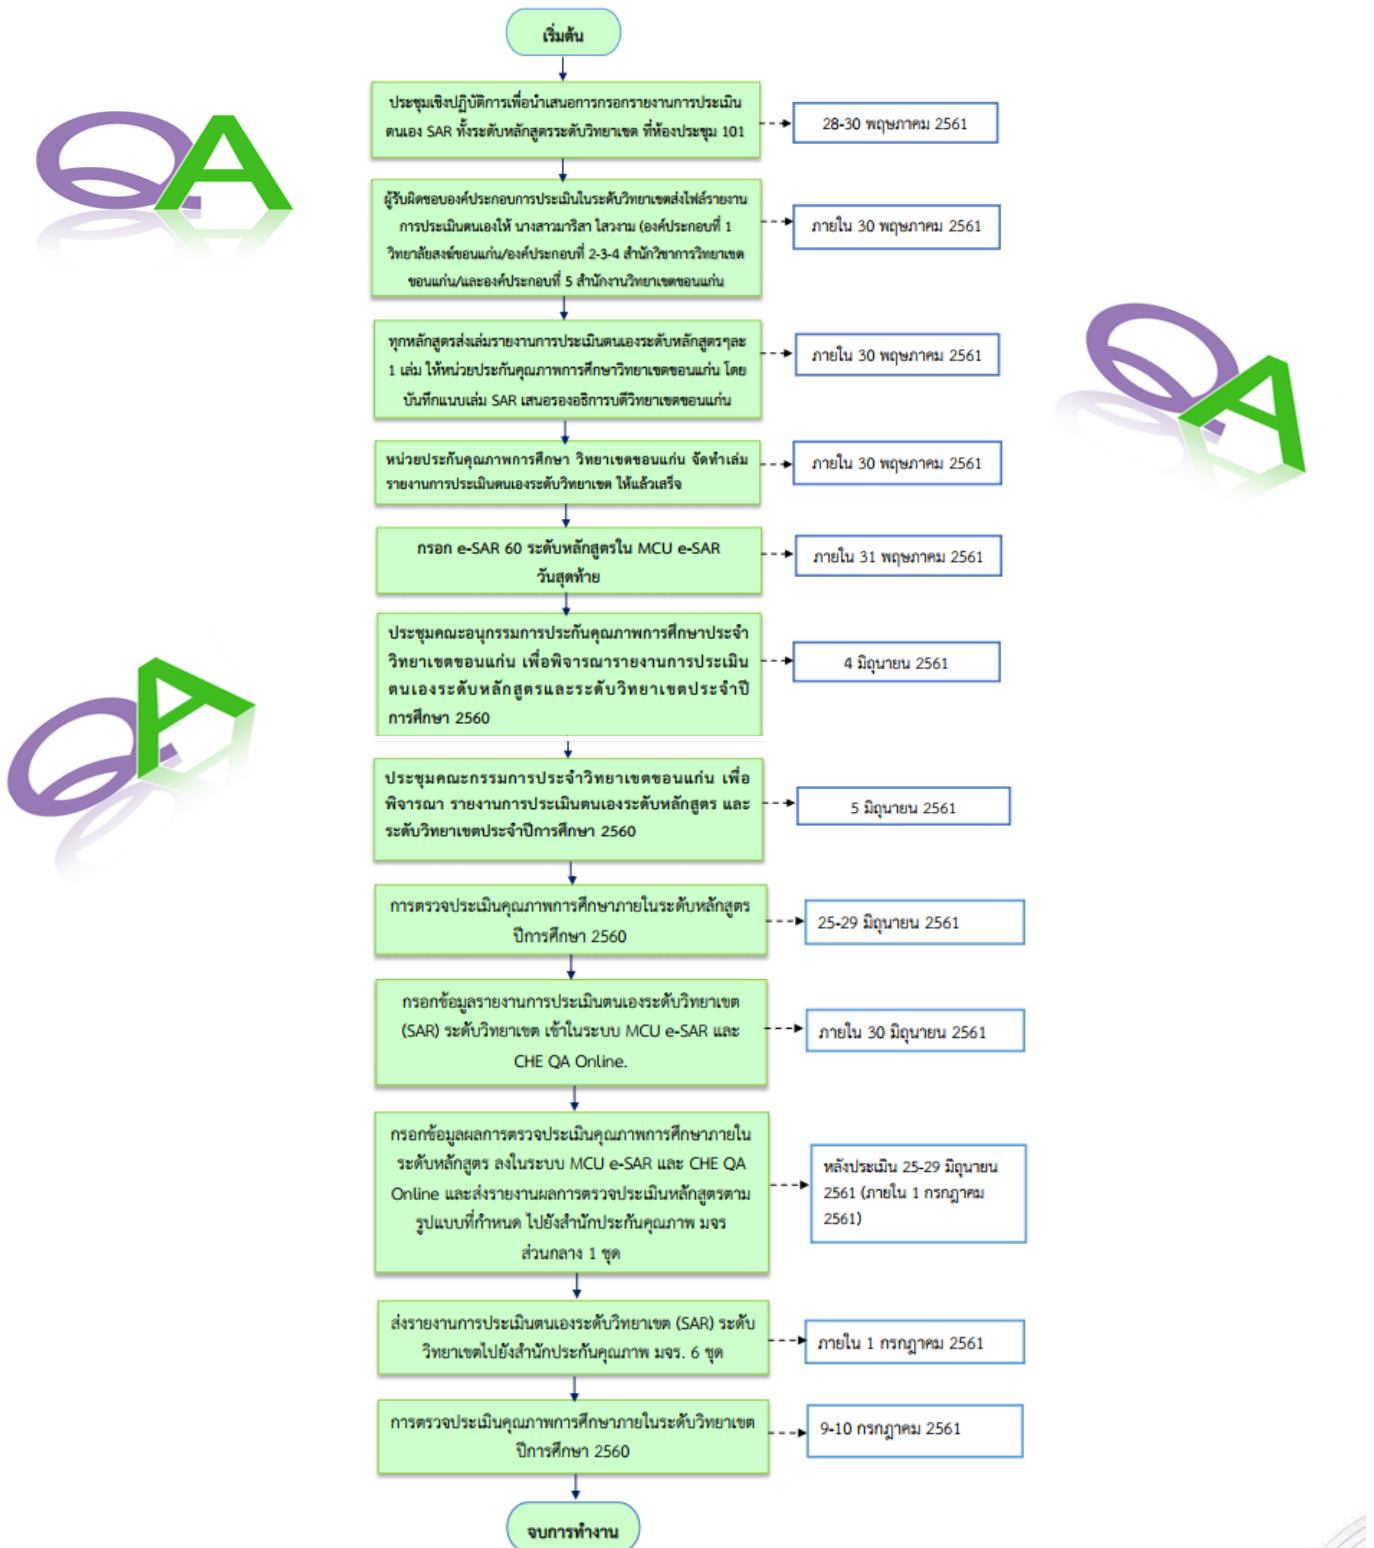 เริ่มต้น
ประชุมเชิงปฏิบัติการเพื่อนำเสนอการกรอกรายงานการประเมิน
ตนเอง SAR ทั้งระดับหลักสูตรระดับวิทยาเขต ที่ห้องประชุม 101
28-30 พฤษภาคม 2561
QA
ผู้รับผิดชอบองค์ประกอบการประเมินในระดับวิทยาเขตส่งไฟล์รายงาน
การประเมินตนเองให้ นางสาวมาริสา ไสวงาม (องค์ประกอบที่ 1
วิทยาลัยสงฆ์ขอนแก่น/องค์ประกอบที่ 2-3-4 สำนักวิชาการวิทยาเขต
ขอนแก่น/และองค์ประกอบที่ 5 สำนักงานวิทยาเขตขอนแก่น
ภายใน 30 พฤษภาคม 2561
ทุกหลักสูตรส่งเล่มรายงานการประเมินตนเองระดับหลักสูตรๆละ
1 เล่ม ให้หน่วยประกันคุณภาพการศึกษาวิทยาเขตขอนแก่น โดย
บันทึกแนบเล่ม SAR เสนอรองอธิการบดีวิทยาเขตขอนแก่น
ภายใน 30 พฤษภาคม 2561
QA
หน่วยประกันคุณภาพการศึกษา วิทยาเขตขอนแก่น จัดทำเล่ม
รายงานการประเมินตนเองระดับวิทยาเขต ให้แล้วเสร็จ
ภายใน 30 พฤษภาคม 2561
กรอก e-SAR 60 ระดับหลักสูตรใน MCU e-SAR
วันสุดท้าย
ภายใน 31 พฤษภาคม 2561
ประชุมคณะอนุกรรมการประกันคุณภาพการศึกษาประจำ
วิทยาเขตขอนแก่น เพื่อพิจารณารายงานการประเมิน
ตนเองระดับหลักสูตรและระดับวิทยาเขตประจำปี
การศึกษา 2560
4 มิถุนายน 2561
QA
ประชุมคณะกรรมการประจำวิทยาเขตขอนแก่น เพื่อ
พิจารณา รายงานการประเมินตนเองระดับหลักสูตร และ
ระดับวิทยาเขตประจำปีการศึกษา 2560
5 มิถุนายน 2561
การตรวจประเมินคุณภาพการศึกษาภายในระดับหลักสูตร
ปีการศึกษา 2560
25-29 มิถุนายน 2561
กรอกข้อมูลรายงานการประเมินตนเองระดับวิทยาเขต
(SAR) ระดับวิทยาเขต เข้าในระบบ MCU e-SAR และ
CHE QA Online.
ภายใน 30 มิถุนายน 2561
กรอกข้อมูลผลการตรวจประเมินคุณภาพการศึกษาภายใน
ระดับหลักสูตร ลงในระบบ MCU e-SAR และ CHE QA
Online และส่งรายงานผลการตรวจประเมินหลักสูตรตาม
รูปแบบที่กำหนด ไปยังสำนักประกันคุณภาพ มจร
ส่วนกลาง 1 ชุด
หลังประเมิน 25-29 มิถุนายน
2561 (ภายใน 1 กรกฎาคม
2561)
ส่งรายงานการประเมินตนเองระดับวิทยาเขต (SAR) ระดับ
วิทยาเขตไปยังสำนักประกันคุณภาพ มจร. 6 ชุด
ภายใน 1 กรกฎาคม 2561
การตรวจประเมินคุณภาพการศึกษาภายในระดับวิทยาเขต
ปีการศึกษา 2560
9-10 กรกฎาคม 2561
จบการทำงาน